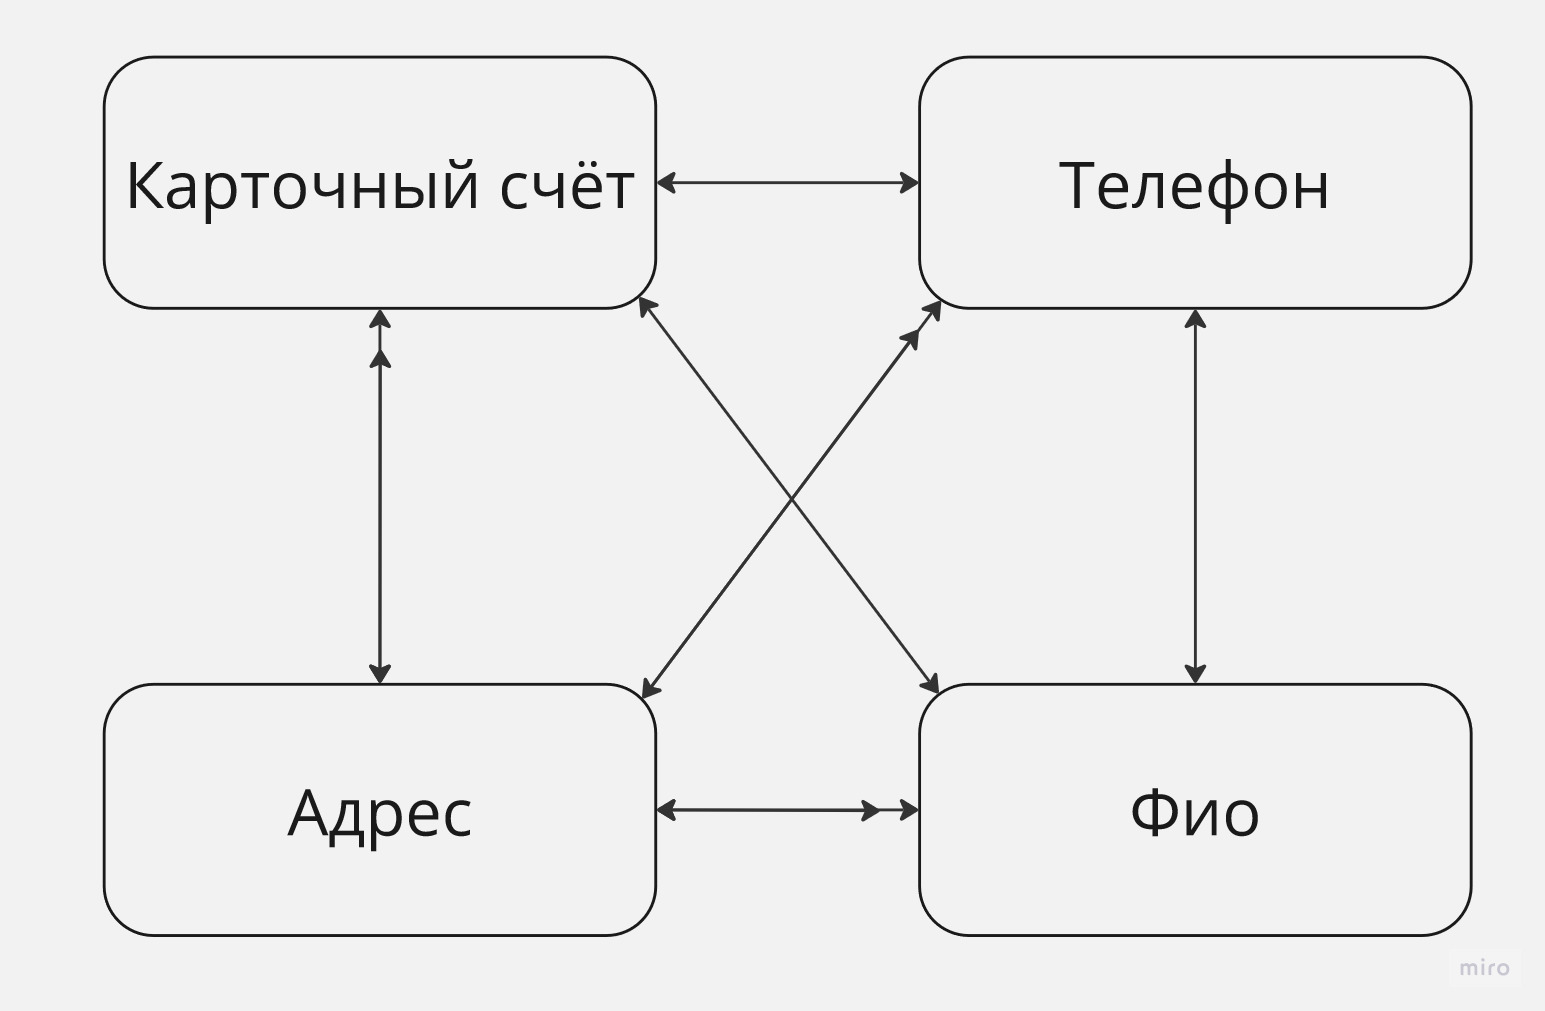 Карточный счёт
Телефон
Адрес
Фио
miro